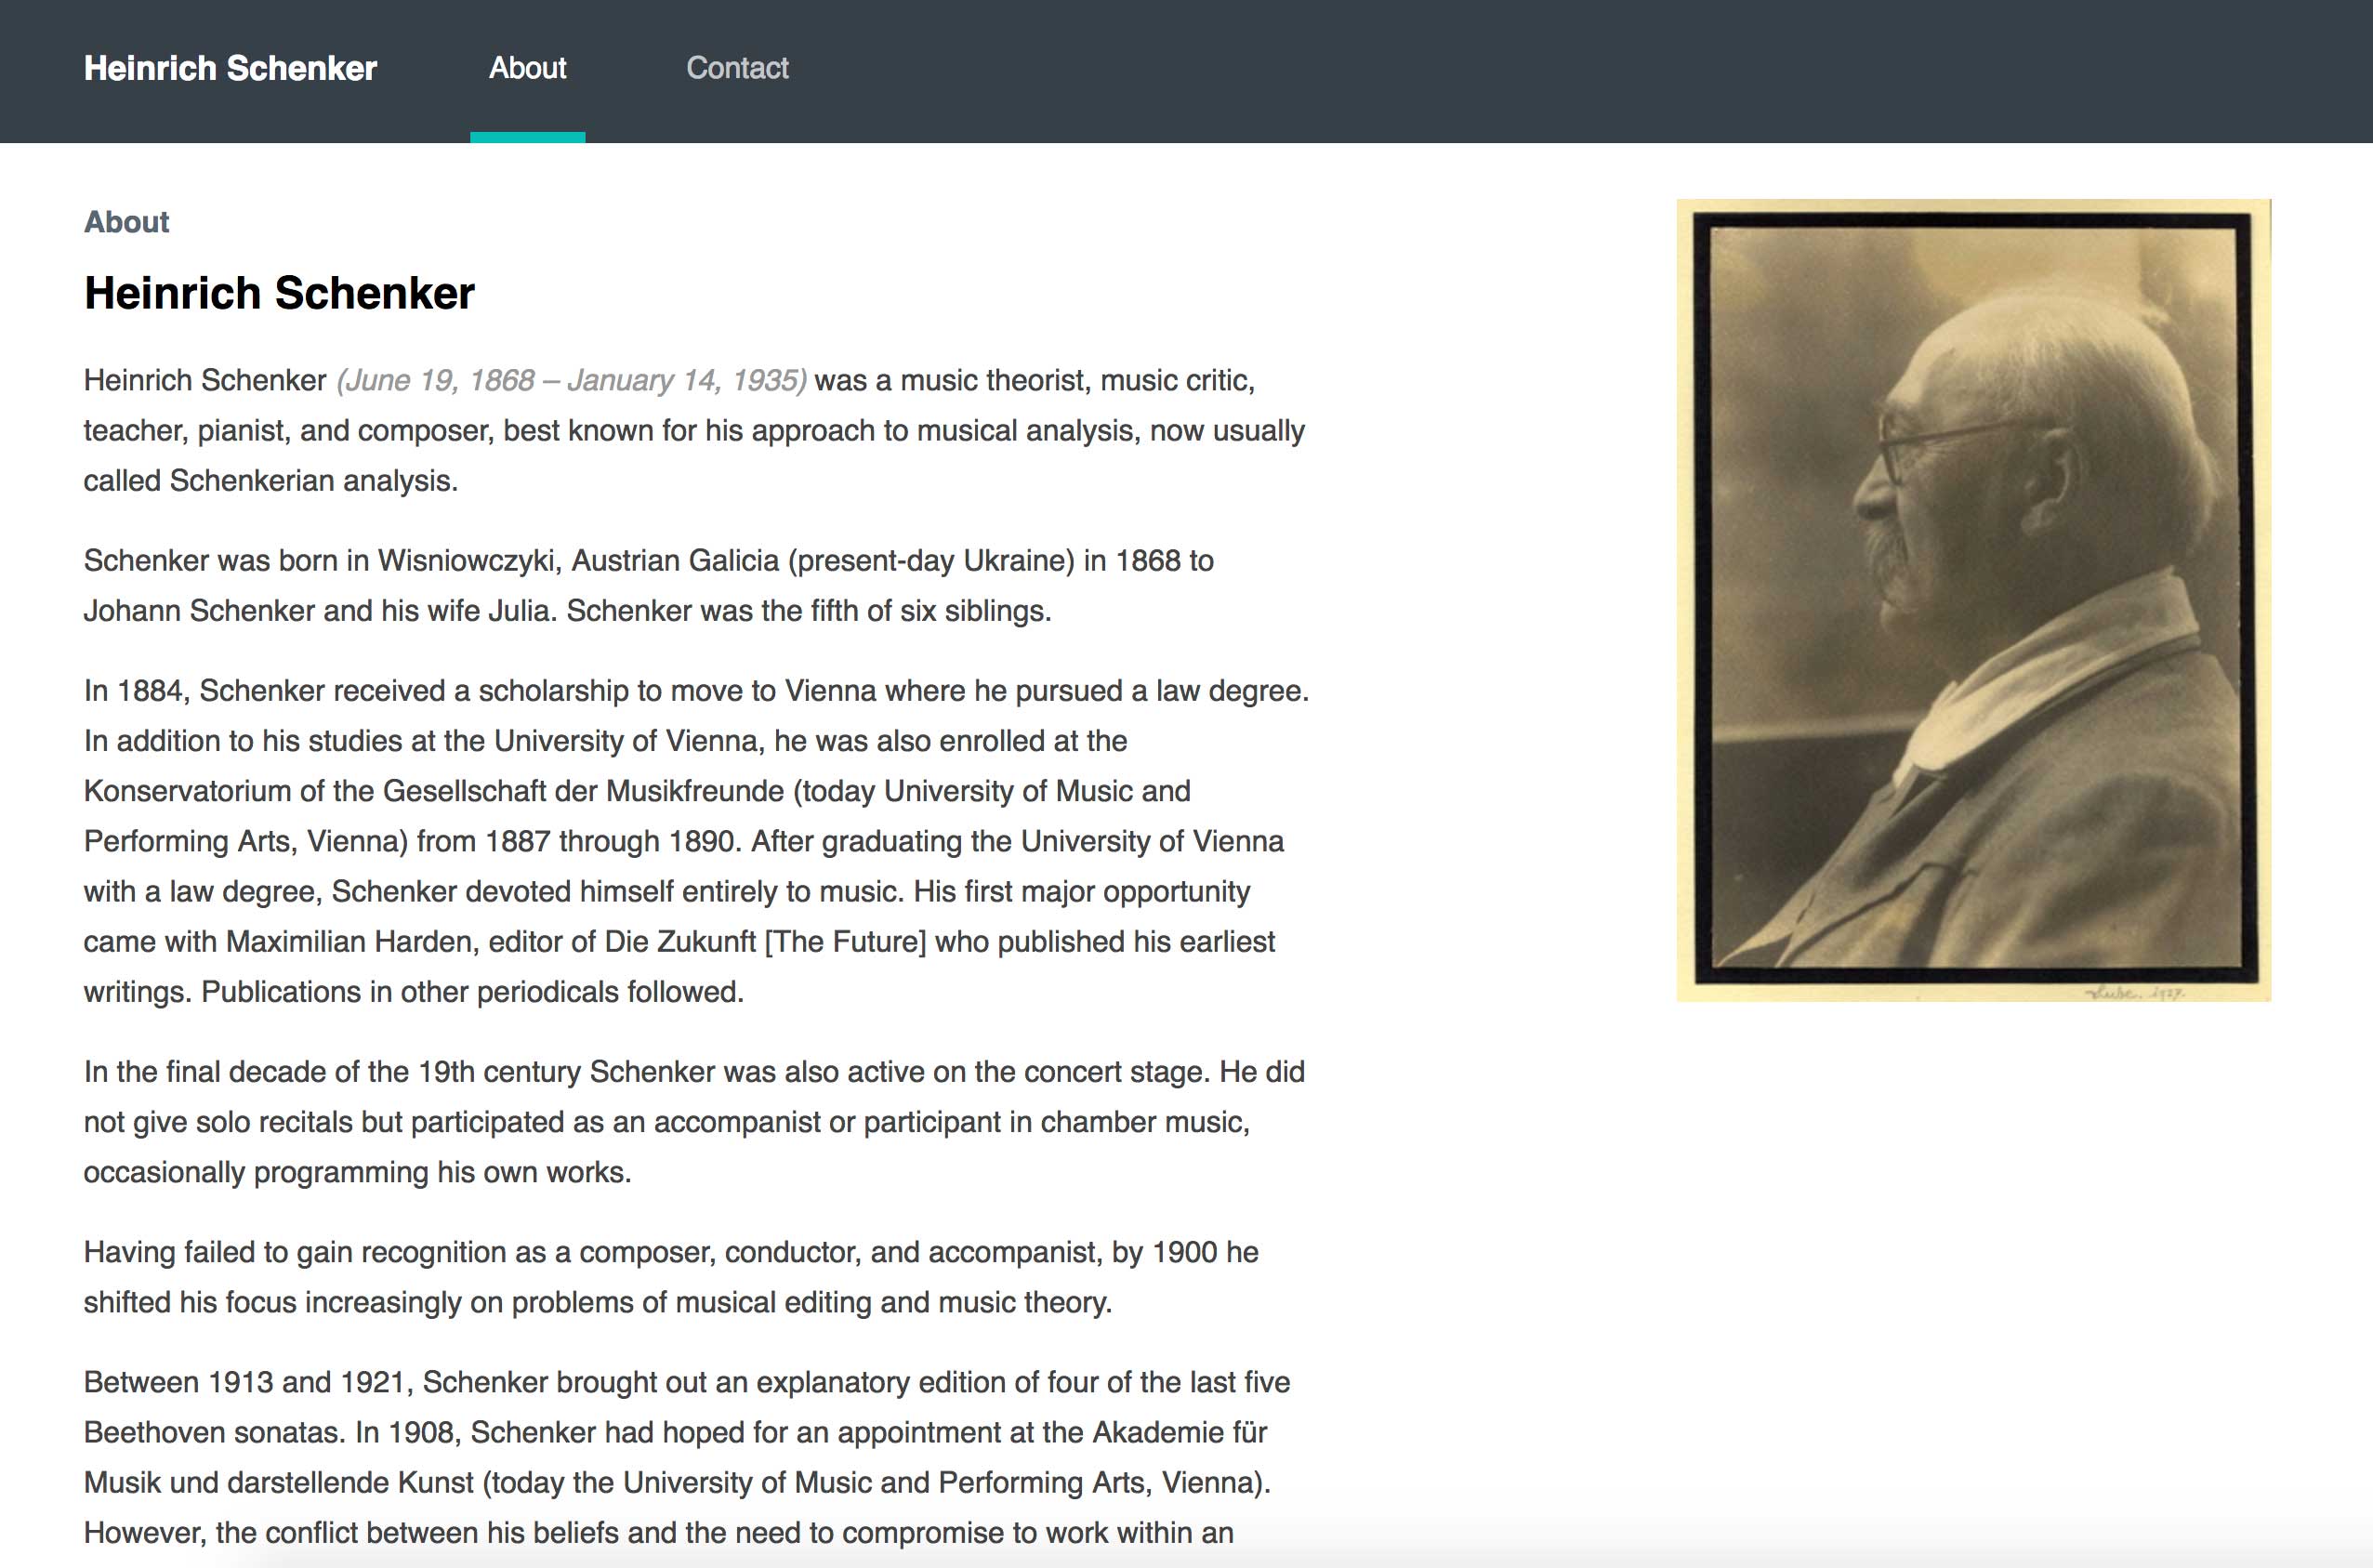 Heinrich Schenker
About
Contact
About
Heinrich Schenker
Heinrich Schenker (June 19, 1868 – January 14, 1935) was a music theorist, music critic,
teacher, pianist, and composer, best known for his approach to musical analysis, now usually
called Schenkerian analysis.
Schenker was born in Wisniowczyki, Austrian Galicia (present-day Ukraine) in 1868 to
Johann Schenker and his wife Julia. Schenker was the fifth of six siblings.
In 1884, Schenker received a scholarship to move to Vienna where he pursued a law degree.
In addition to his studies at the University of Vienna, he was also enrolled at the
Konservatorium of the Gesellschaft der Musikfreunde (today University of Music and
Performing Arts, Vienna) from 1887 through 1890. After graduating the University of Vienna
with a law degree, Schenker devoted himself entirely to music. His first major opportunity
came with Maximilian Harden, editor of Die Zukunft [The Future] who published his earliest
writings. Publications in other periodicals followed.
In the final decade of the 19th century Schenker was also active on the concert stage. He did
not give solo recitals but participated as an accompanist or participant in chamber music,
occasionally programming his own works.
Having failed to gain recognition as a composer, conductor, and accompanist, by 1900 he
shifted his focus increasingly on problems of musical editing and music theory.
Between 1913 and 1921, Schenker brought out an explanatory edition of four of the last five
Beethoven sonatas. In 1908, Schenker had hoped for an appointment at the Akademie für
Musik und darstellende Kunst (today the University of Music and Performing Arts, Vienna).
However, the conflict between his beliefs and the need to compromise to work within an